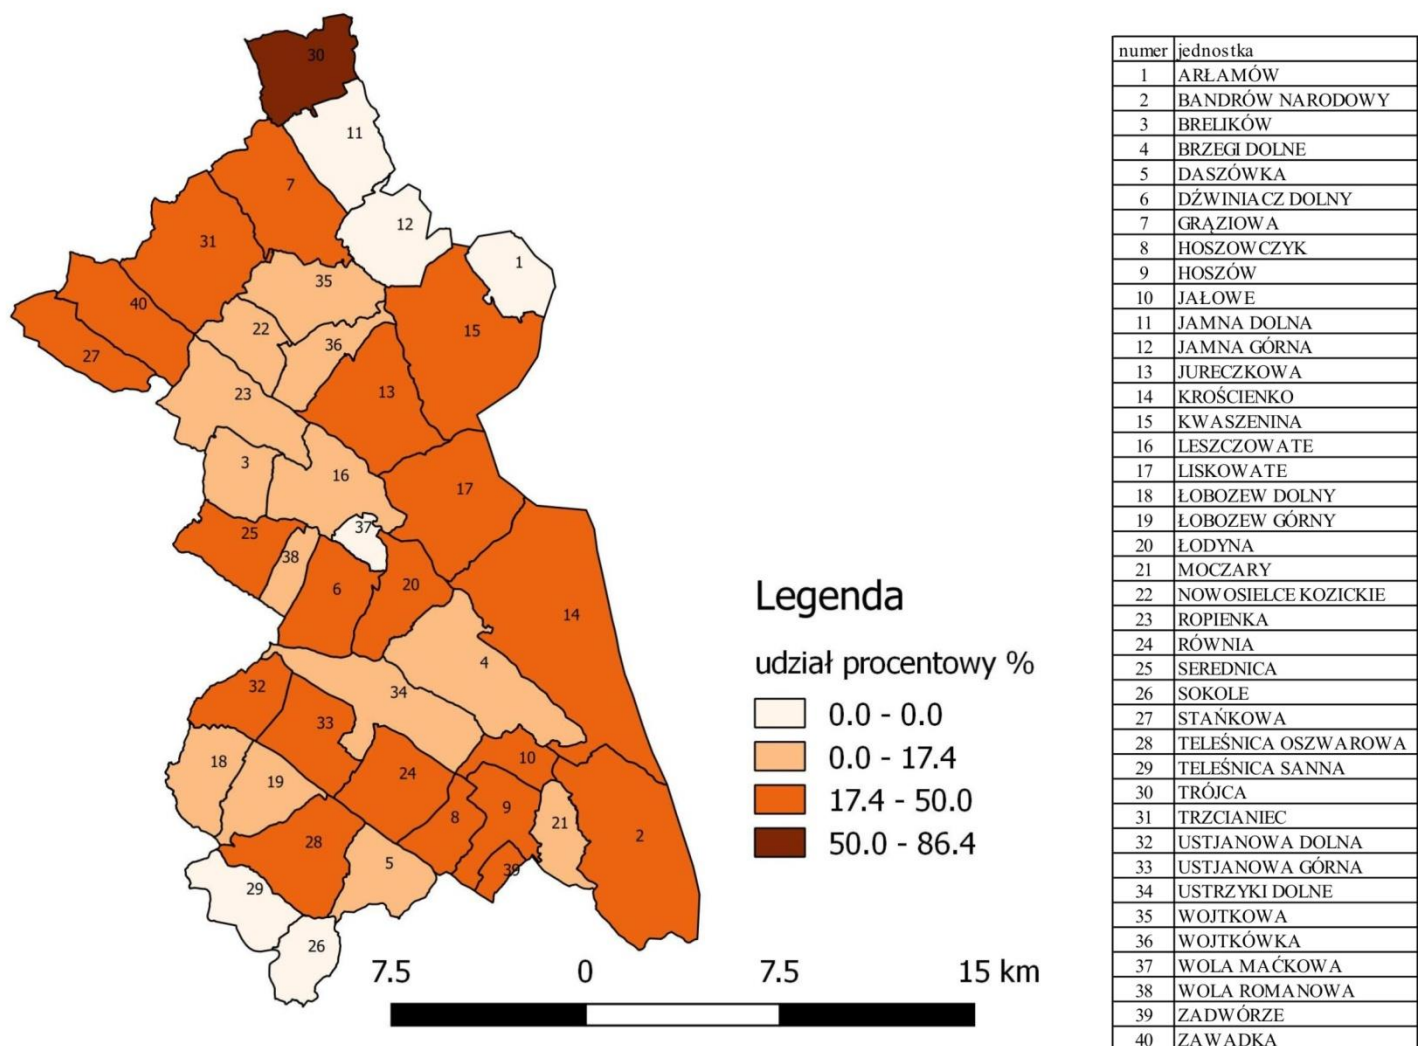 30
11
7
12
31
1
35
40
22
15
36
27
13
23
3
16
17
37
25
38
6
20
14
4
32
34
33
18
19
24
10
9
8
21
2
28
5
39
29
26
Legenda
udział procentowy %
0.0 - 0.0
0.0 - 17.4
17.4 - 50.0
50.0 - 86.4
7.5 0 7.5 15 km
numer jednostka
1 ARŁAMÓW
2 BANDRÓW NARODOWY
3 BRELIKÓW
4 BRZEGI DOLNE
5 DASZÓWKA
6 DŹWINIACZ DOLNY
7 GRĄZIOWA
8 HOSZOWCZYK
9 HOSZÓW
10 JAŁOWE
11 JAMNA DOLNA
12 JAMNA GÓRNA
13 JURECZKOWA
14 KROŚCIENKO
15 KWASZENINA
16 LESZCZOWATE
17 LISKOWATE
18 ŁOBOZEW DOLNY
19 ŁOBOZEW GÓRNY
20 ŁODYNA
21 MOCZARY
22 NOWOSIELCE KOZICKIE
23 ROPIENKA
24 RÓWNIA
25 SEREDNICA
26 SOKOLE
27 STAŃKOWA
28 TELEŚNICA OSZWAROWA
29 TELEŚNICA SANNA
30 TRÓJCA
31 TRZCIANIEC
32 USTJANOWA DOLNA
33 USTJANOWA GÓRNA
34 USTRZYKI DOLNE
35 WOJTKOWA
36 WOJTKÓWKA
37 WOLA MAĆKOWA
38 WOLA ROMANOWA
39 ZADWÓRZE
40 ZAWADKA